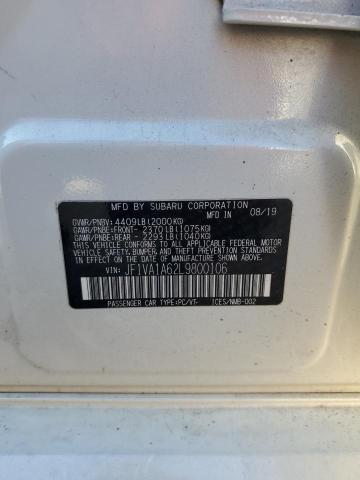 MFD BY SUBARU CORPORATION
MADE IN JAPAN 08/19
GVWR/PNBV: 4409LB(2000KG)
GAWR/PNBE:FRONT- 2370LB(1075KG)
GAWR/PNBE:REAR - 2293LB(1040KG)
THIS VEHICLE CONFORMS TO ALL APPLICABLE FEDERAL MOTOR
VEHICLE SAFETY, BUMPER, AND THEFT PREVENTION STANDARDS
IN EFFECT ON THE DATE OF MANUFACTURE SHOWN ABOVE
VIN: JF1VA1A62L9800106
PASSENGER CAR TYPE:PC/VT- ICES/NMB-002